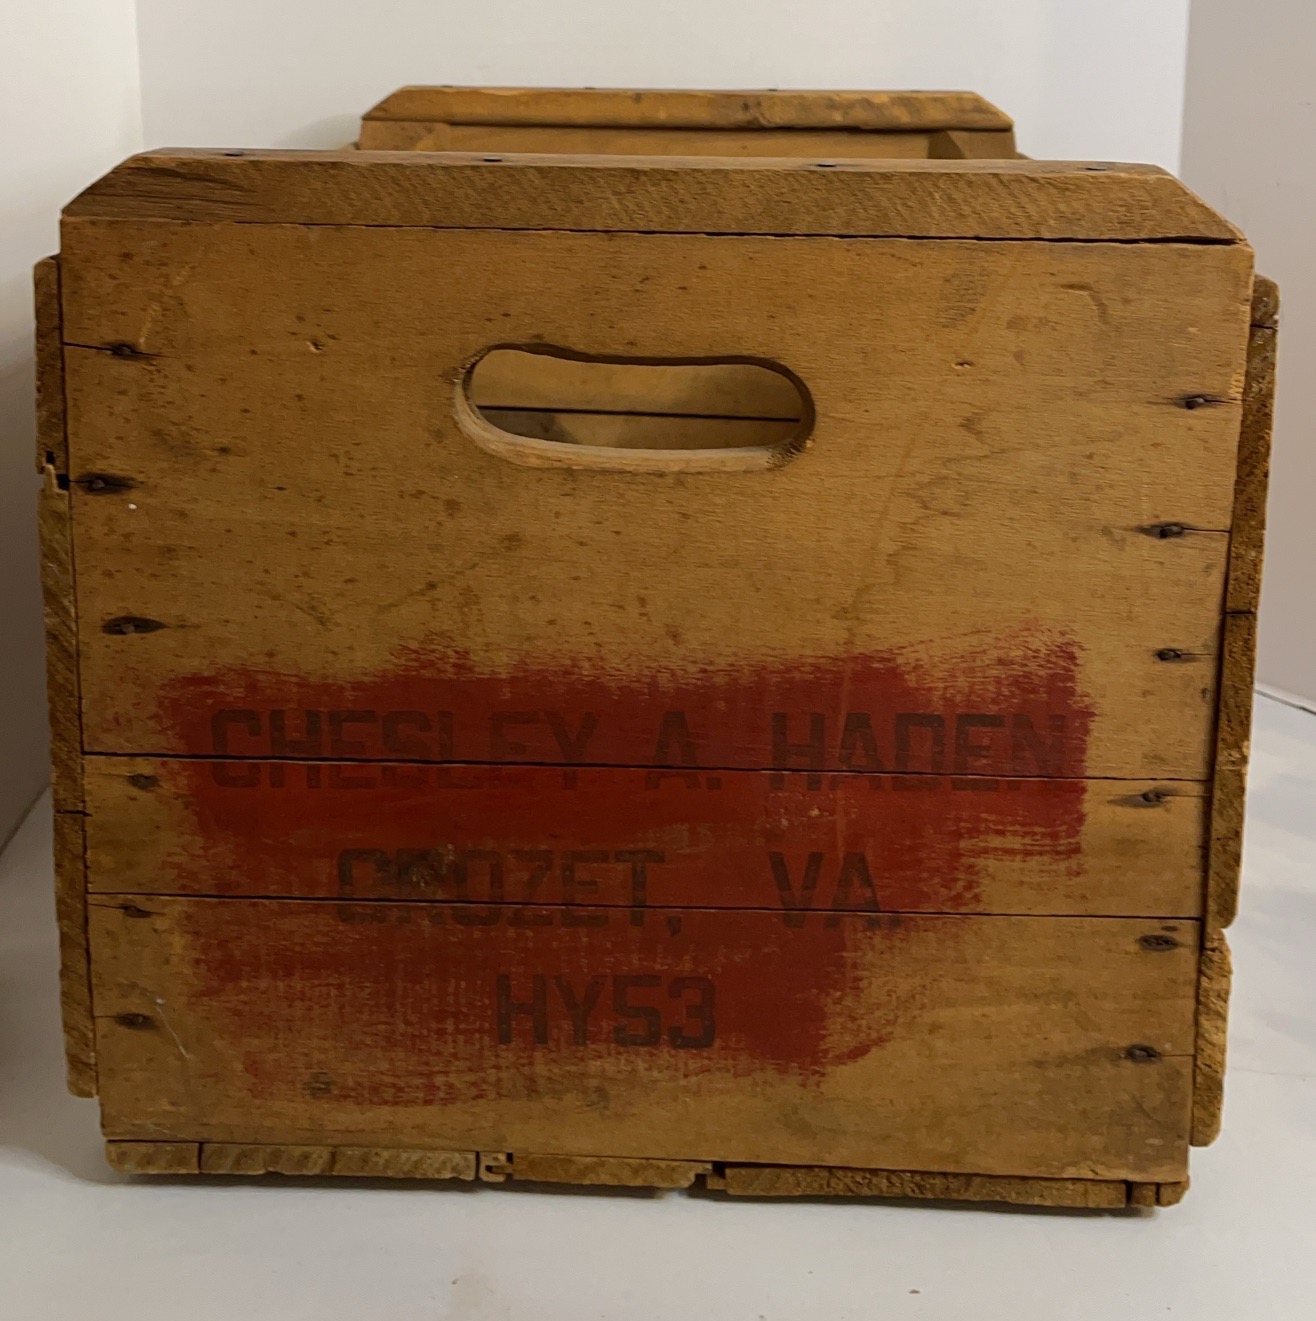 CHESLEY A. HADEN
CROZET, VA.
HY53